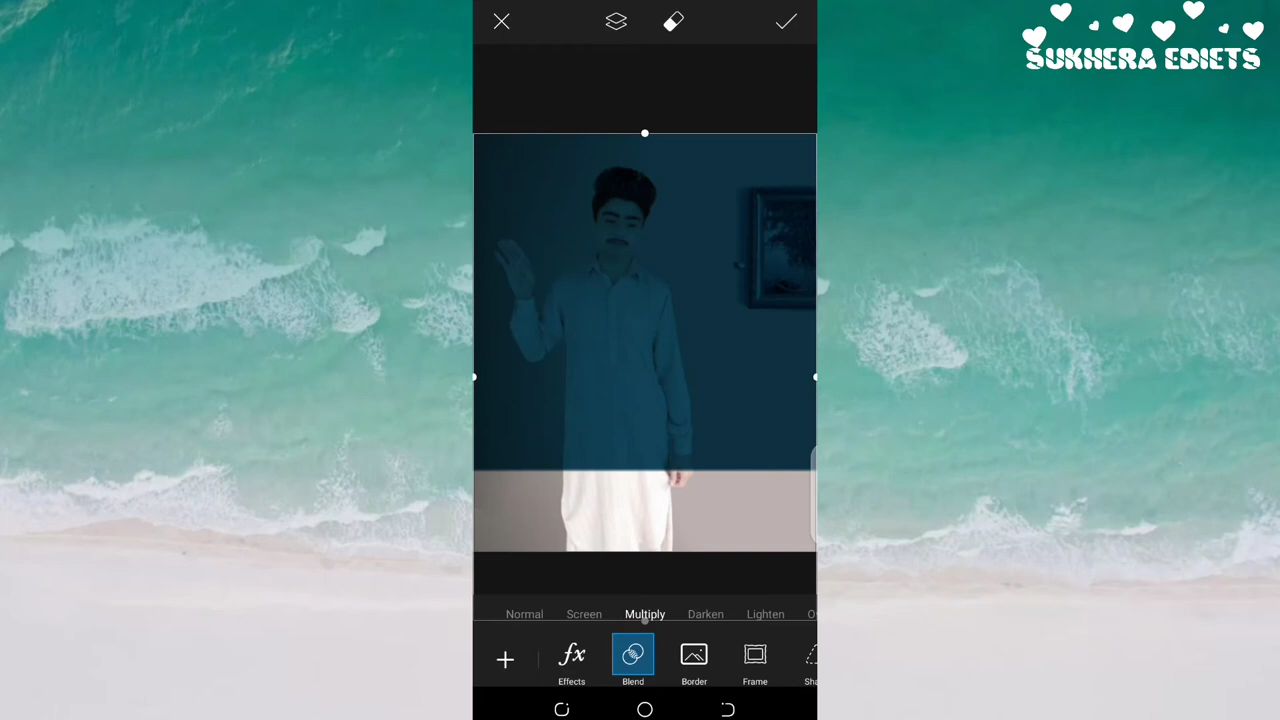 SUKHERA EDIETS
Normal Screen Multiply Darken Lighten
Effects Blend Border Frame